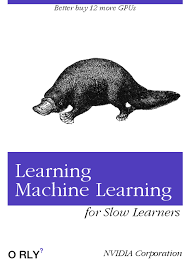 Better buy 12 more GPUs
Learning
Machine Learning
for Slow Learners
O RLY?
NVIDIA Corporation